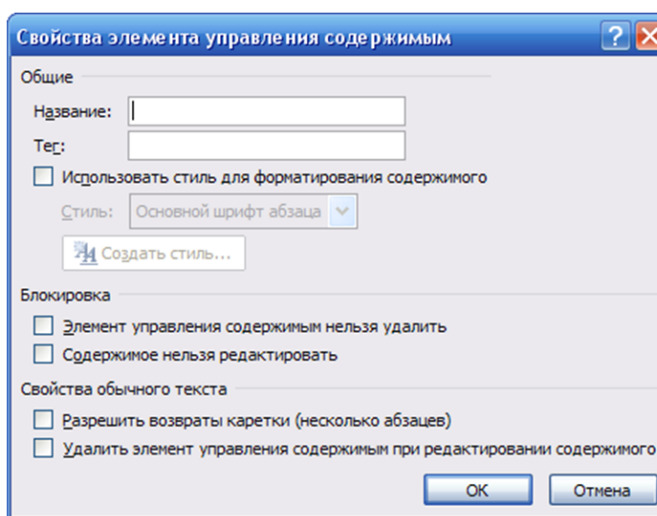 Свойства элемента управления содержимым
Общие
Название:
Тег:
Использовать стиль для форматирования содержимого
Стиль: Основной шрифт абзаца
Создать стиль...
Блокировка
Элемент управления содержимым нельзя удалить
Содержимое нельзя редактировать
Свойства обычного текста
Разрешить возвраты каретки (несколько абзацев)
Удалить элемент управления содержимым при редактировании содержимого
ОК Отмена